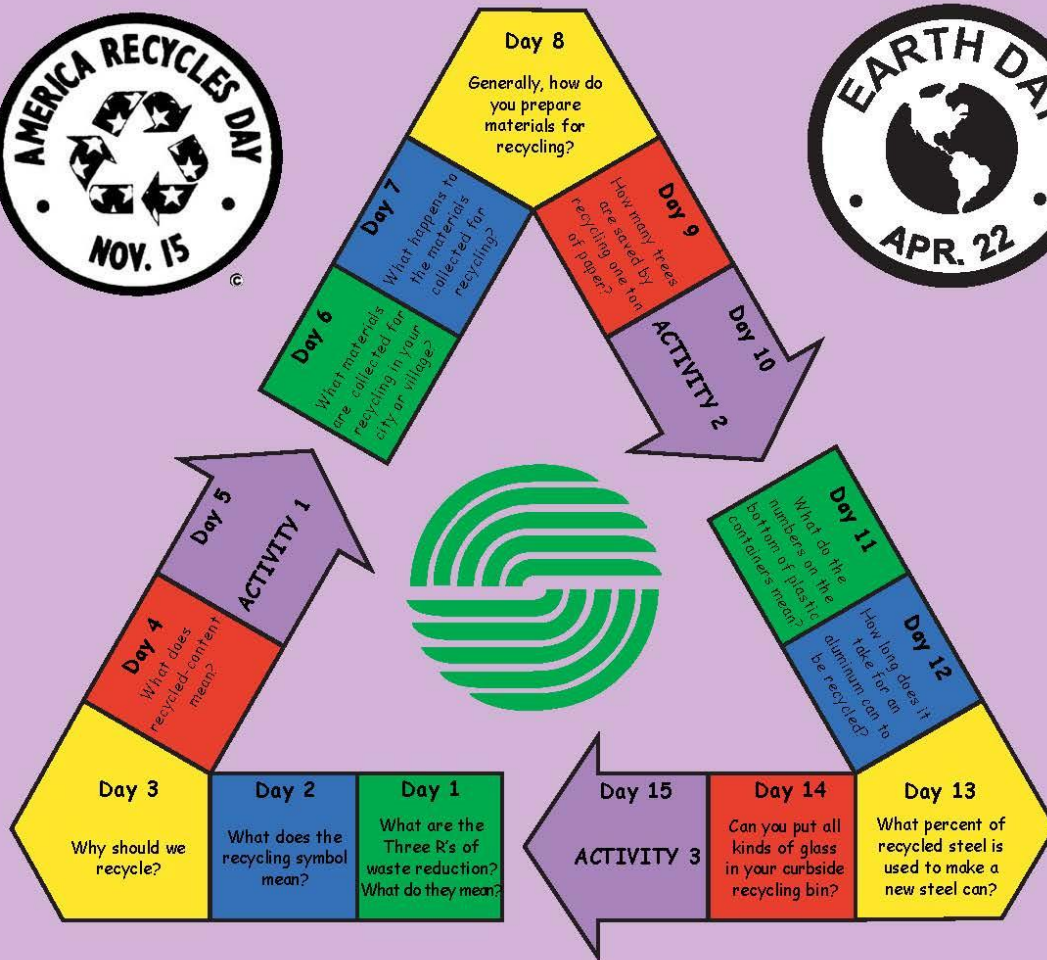 AMERICA RECYCLES DAY
NOV. 15
©
EARTH DAY
APR. 22
Day 1
What are the
Three R's of
waste reduction?
What do they mean?
Day 2
What does the
recycling symbol
mean?
Day 3
Why should we
recycle?
Day 4
What does
recycled-content
mean?
Day 5
ACTIVITY 1
Day 6
What materials
are collected for
recycling in your
city or village?
Day 7
What happens to
the materials
collected for
recycling?
Day 8
Generally, how do
you prepare
materials for
recycling?
Day 9
How many trees
are saved by
recycling one ton
of paper?
Day 10
ACTIVITY 2
Day 11
What do the
numbers on the
bottom of plastic
containers mean?
Day 12
How long does it
take for an
aluminum can to
be recycled?
Day 13
What percent of
recycled steel is
used to make a
new steel can?
Day 14
Can you put all
kinds of glass
in your curbside
recycling bin?
Day 15
ACTIVITY 3